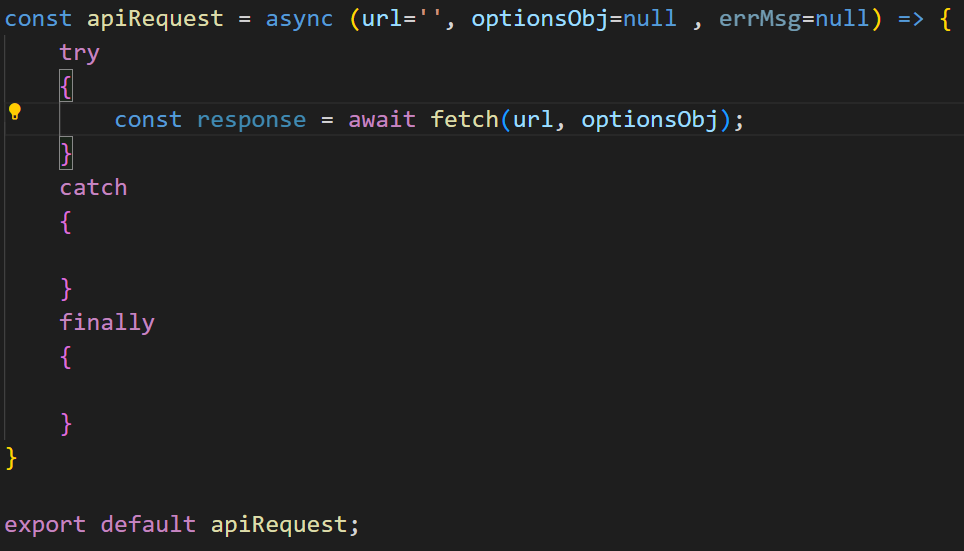 const apiRequest = async (url='', optionsObj=null , errMsg=null) => {
try
{
const response = await fetch(url, optionsObj);
}
catch
{
}
finally
{
}
}
export default apiRequest;